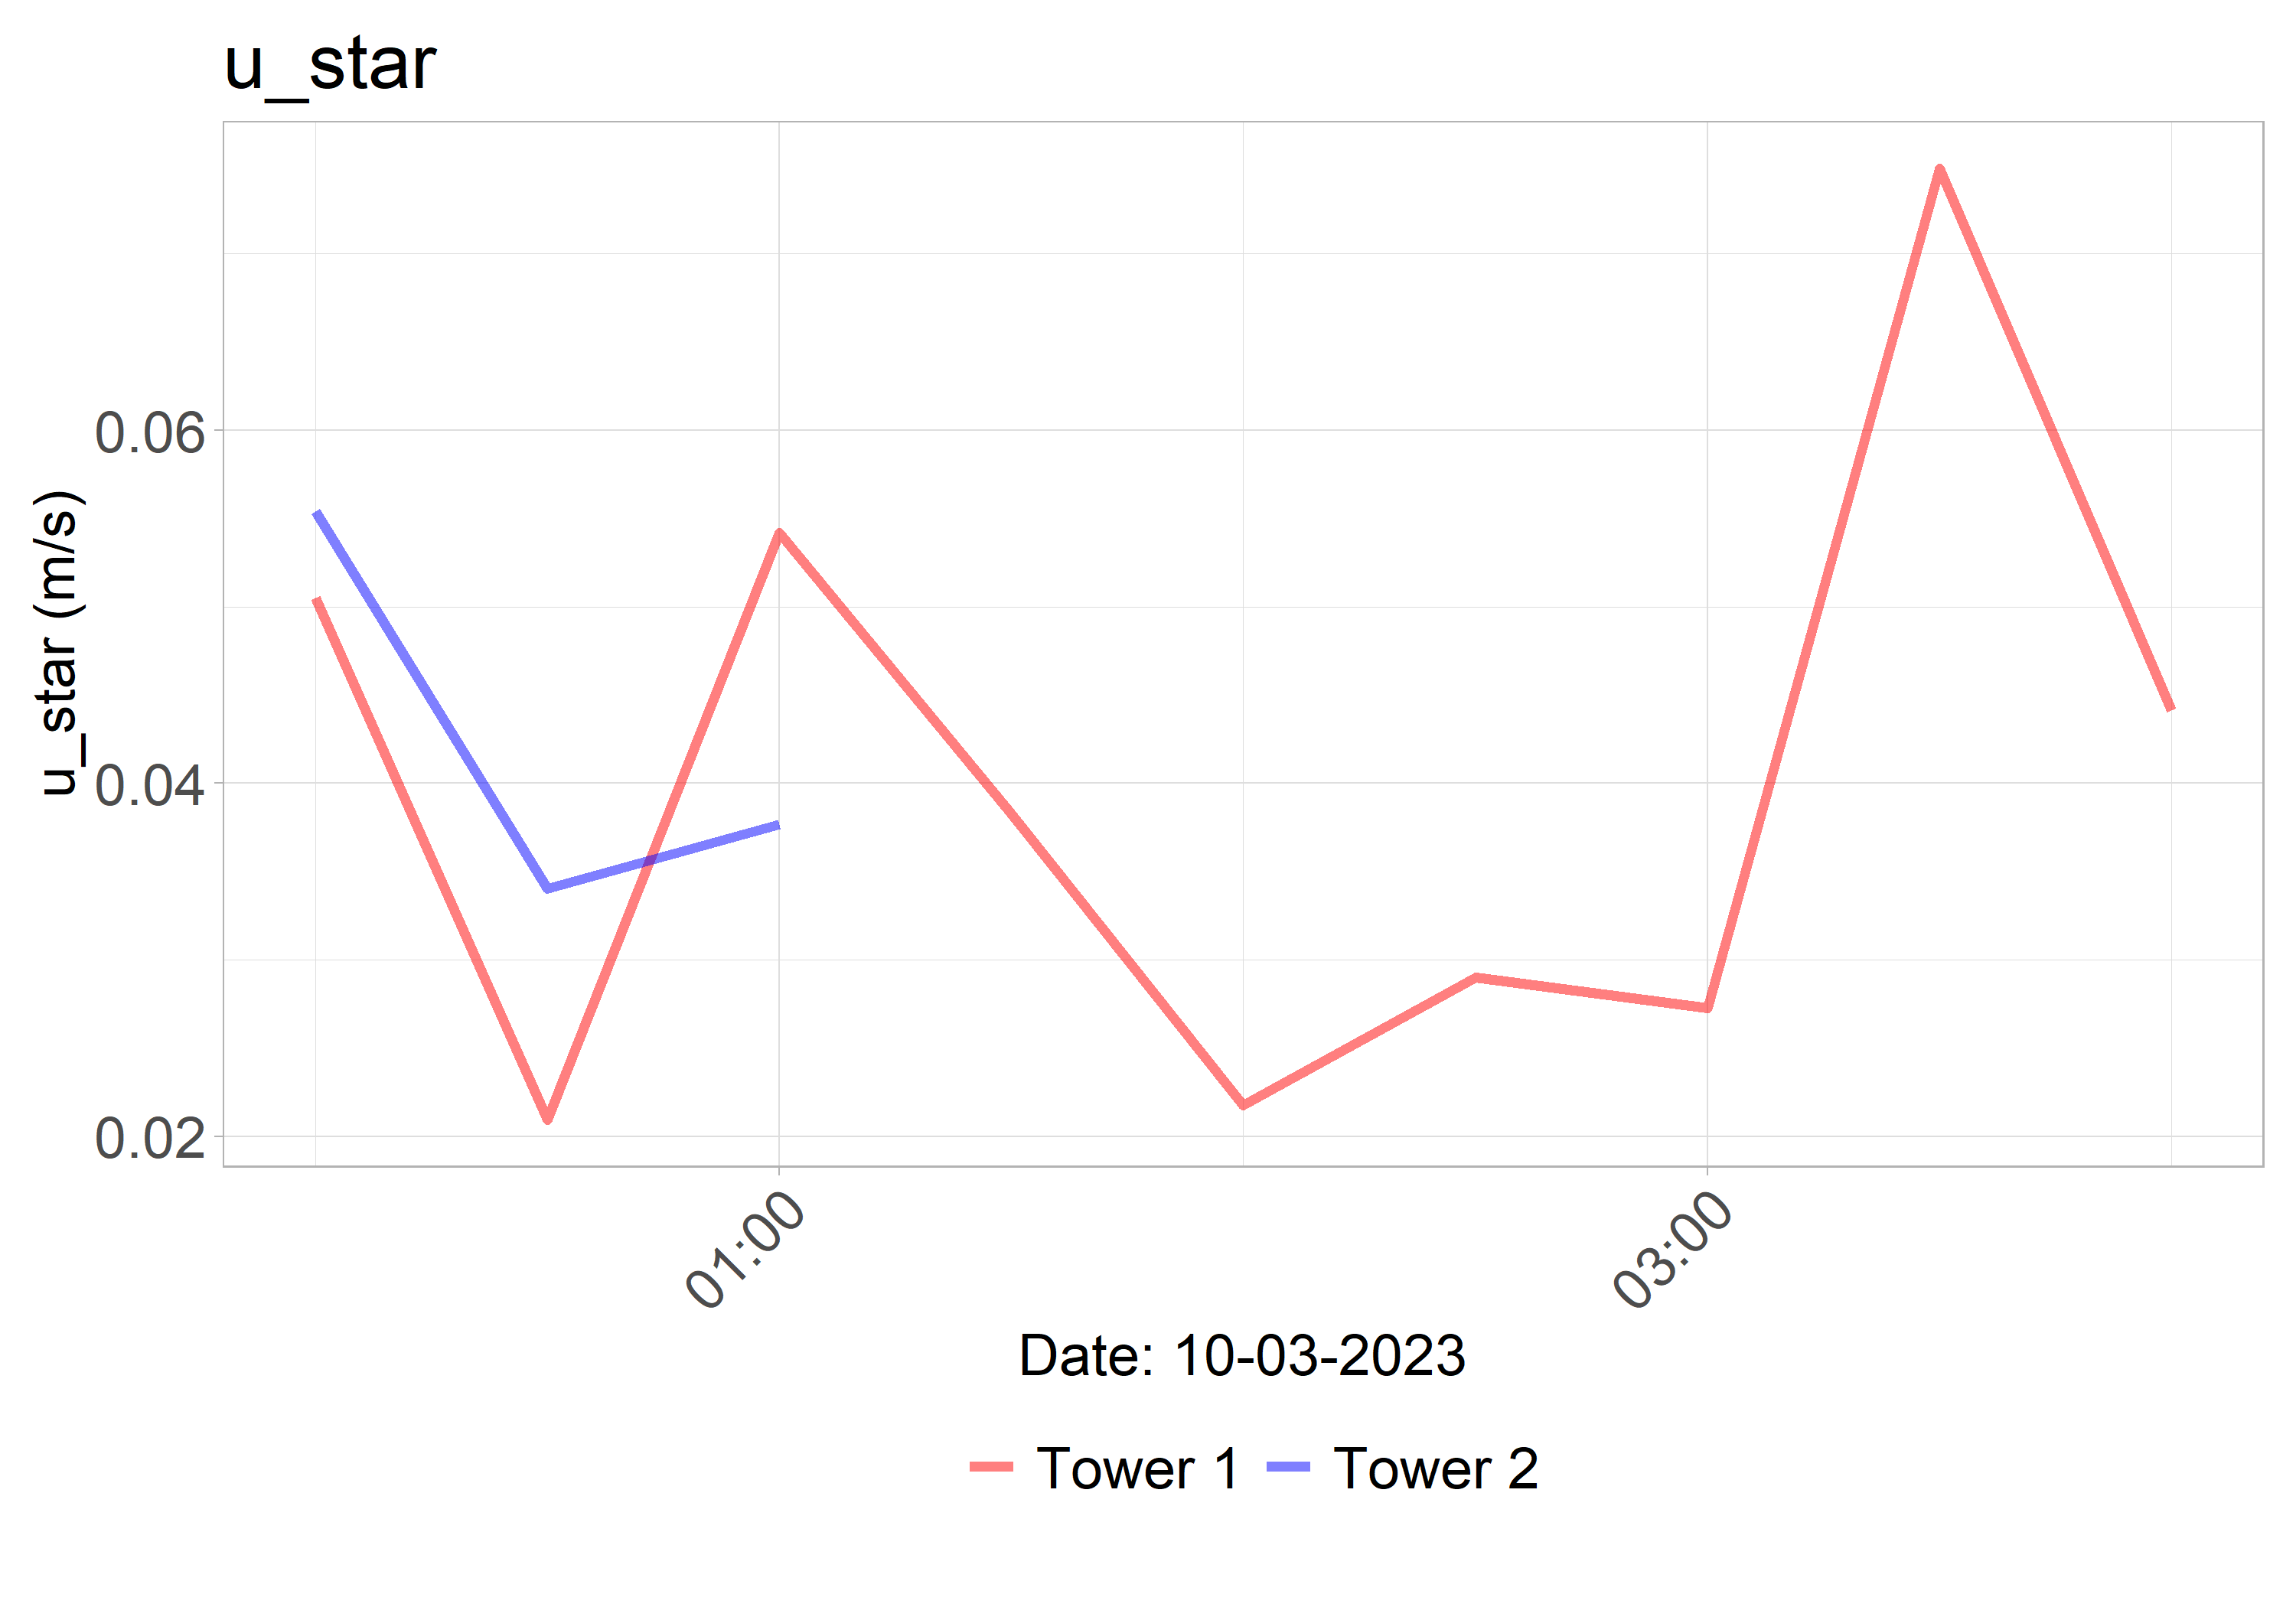 u_star
u_star (m/s)
0.06
0.04
0.02
01:00
03:00
Date: 10-03-2023
Tower 1
Tower 2